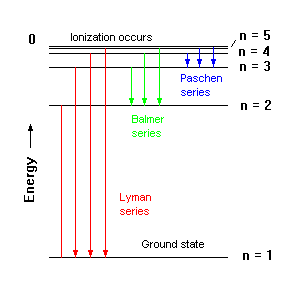 Ionization occurs
0
n = 5
n = 4
n = 3
Paschen
series
n = 2
Balmer
series
Energy
Lyman
series
Ground state
n = 1